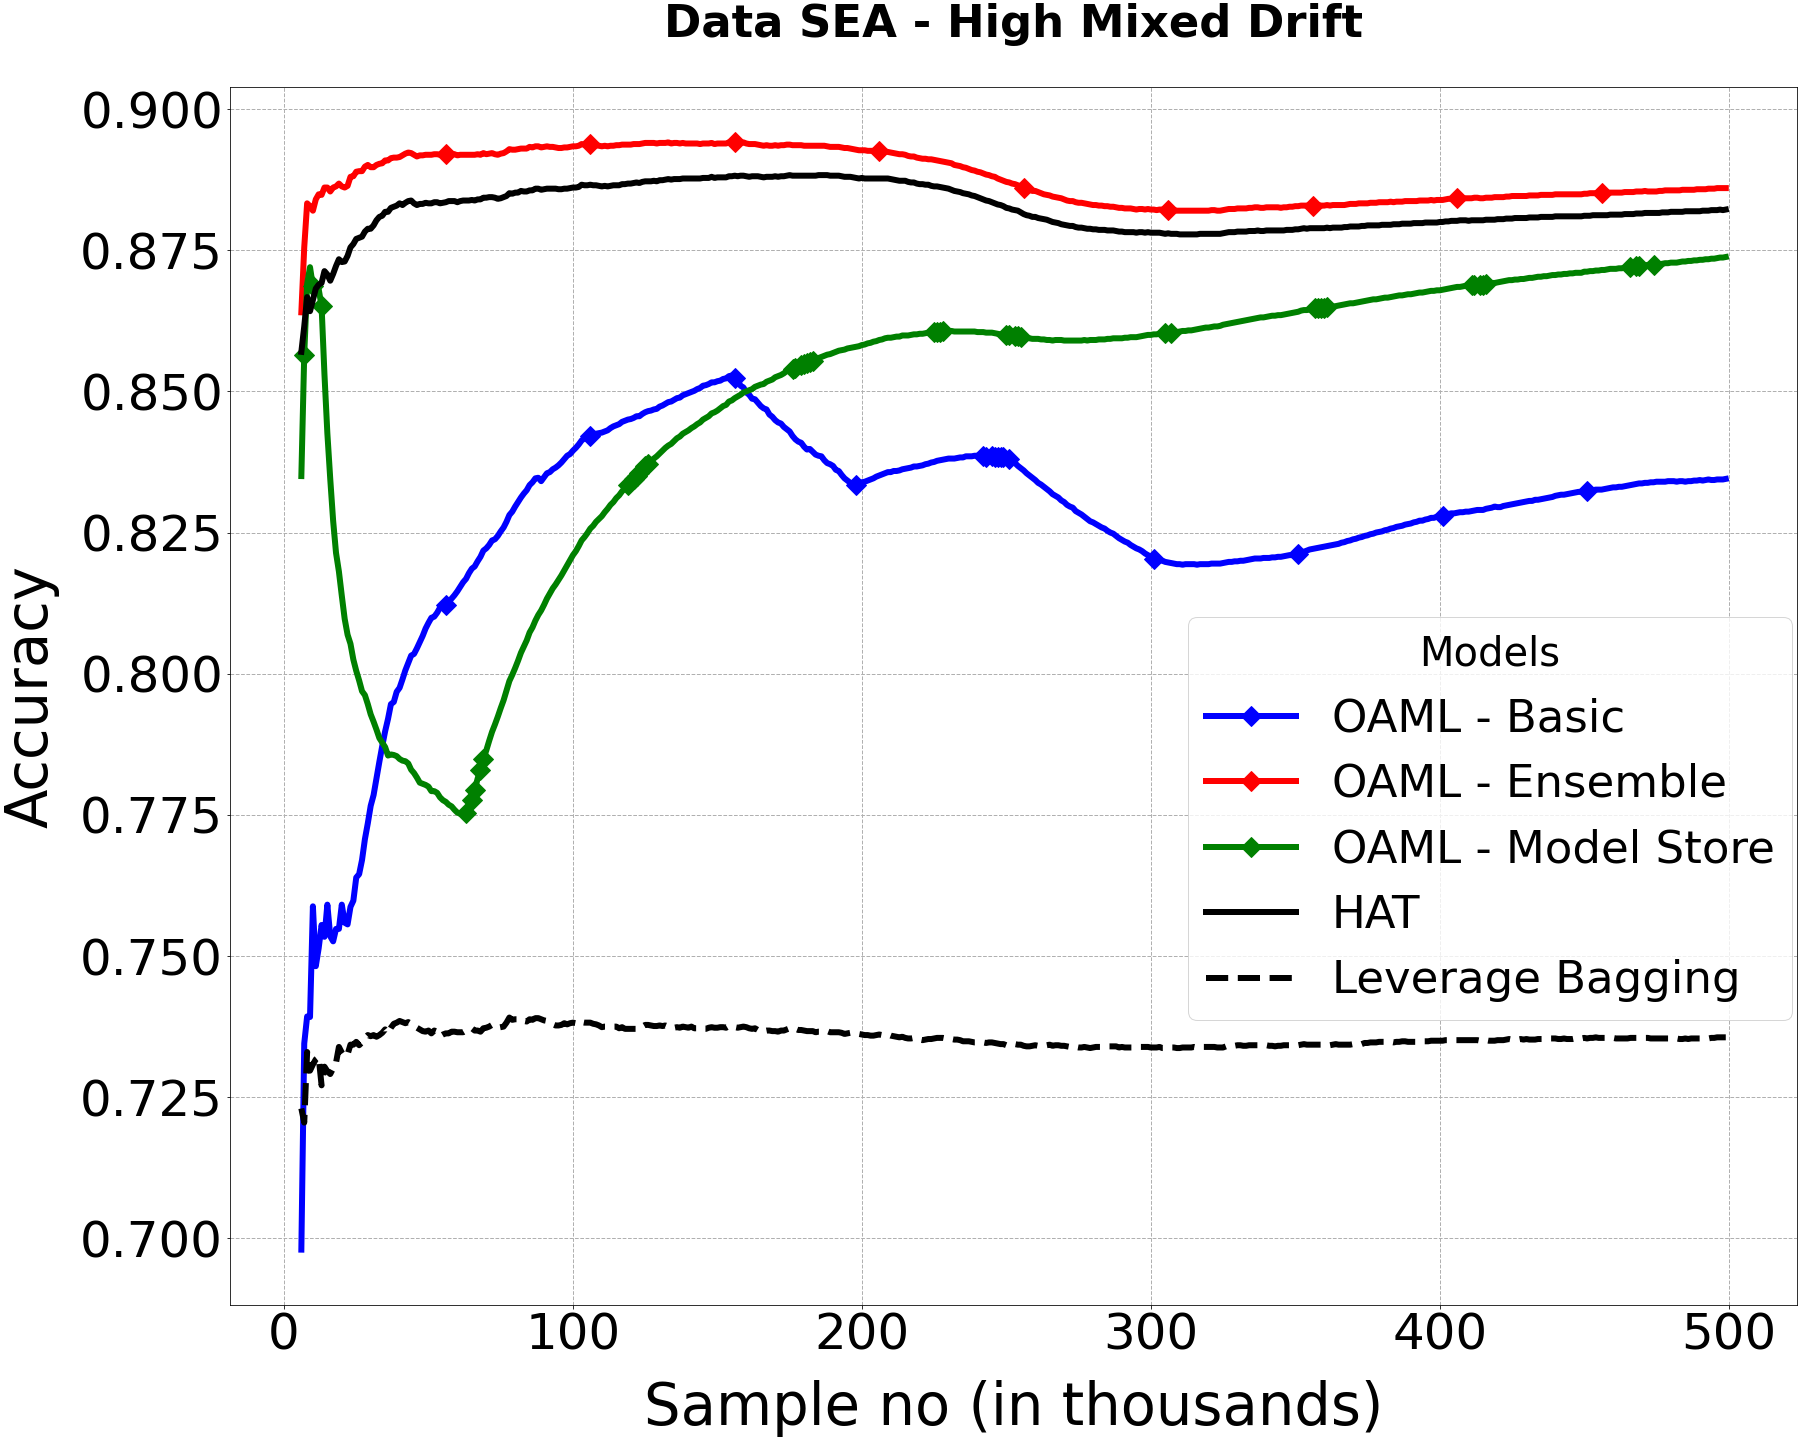 Data SEA - High Mixed Drift
0.900
0.875
0.850
0.825
0.800
0.775
0.750
0.725
0.700
Accuracy
Models
OAML - Basic
OAML - Ensemble
OAML - Model Store
HAT
Leverage Bagging
0 100 200 300 400 500
Sample no (in thousands)